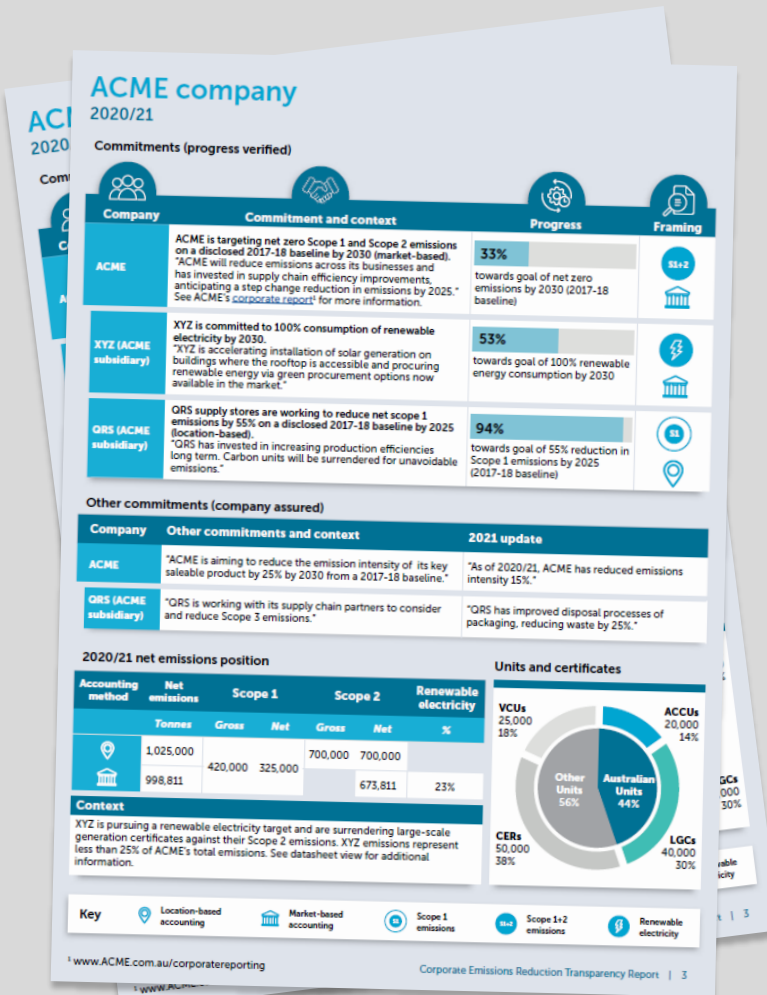 ACME company
2020/21
Commitments (progress verified)
Company
Commitment and context
Progress
Framing
ACME
ACME is targeting net zero Scope 1 and Scope 2 emissions
on a disclosed 2017-18 baseline by 2030 (market-based).
"ACME will reduce emissions across its businesses and
has invested in supply chain efficiency improvements,
anticipating a step change reduction in emissions by 2025."
See ACME's corporate report¹ for more information.
33%
towards goal of net zero
emissions by 2030 (2017-18
baseline)
S1+2
XYZ (ACME
subsidiary)
XYZ is committed to 100% consumption of renewable
electricity by 2030.
"XYZ is accelerating installation of solar generation on
buildings where the rooftop is accessible and procuring
renewable energy via green procurement options now
available in the market."
53%
towards goal of 100% renewable
energy consumption by 2030
QRS (ACME
subsidiary)
QRS supply stores are working to reduce net scope 1
emissions by 55% on a disclosed 2017-18 baseline by 2025
(location-based).
"QRS has invested in increasing production efficiencies
long term. Carbon units will be surrendered for unavoidable
emissions."
94%
towards goal of 55% reduction in
Scope 1 emissions by 2025
(2017-18 baseline)
S1
Other commitments (company assured)
Company
Other commitments and context
2021 update
ACME
"ACME is aiming to reduce the emission intensity of its key
saleable product by 25% by 2030 from a 2017-18 baseline."
"As of 2020/21, ACME has reduced emissions
intensity 15%."
QRS (ACME
subsidiary)
"QRS is working with its supply chain partners to consider
and reduce Scope 3 emissions."
"QRS has improved disposal processes of
packaging, reducing waste by 25%."
2020/21 net emissions position
Accounting
method
Net
emissions
Scope 1
Scope 2
Renewable
electricity
Tonnes
Gross
Net
Gross
Net
%
1,025,000
420,000
325,000
700,000
700,000
998,811
673,811
23%
Context
XYZ is pursuing a renewable electricity target and are surrendering large-scale
generation certificates against their Scope 2 emissions. XYZ emissions represent
less than 25% of ACME's total emissions. See datasheet view for additional
information.
Units and certificates
VCUs
25,000
18%
ACCUs
20,000
14%
Other
Units
56%
Australian
Units
44%
CERs
50,000
38%
LGCs
40,000
30%
Key
Location-based
accounting
Market-based
accounting
S1
Scope 1
emissions
S1+2
Scope 1+2
emissions
Renewable
electricity
¹ www.ACME.com.au/corporatereporting
Corporate Emissions Reduction Transparency Report | 3